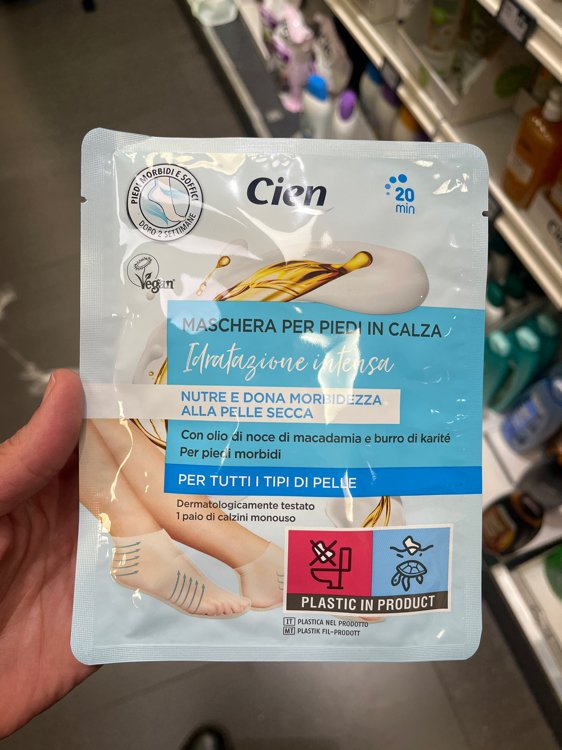 PIEDI MORBIDI E SOFFICI
DOPO 2 SETTIMANE
Cien
20
min
Vegan
MASCHERA PER PIEDI IN CALZA
Idratazione intensa
NUTRE E DONA MORBIDEZZA
ALLA PELLE SECCA
Con olio di noce di macadamia e burro di karité
Per piedi morbidi
PER TUTTI I TIPI DI PELLE
Dermatologicamente testato
1 paio di calzini monouso
PLASTIC IN PRODUCT
IT PLASTICA NEL PRODOTTO
MT PLASTIK FIL-PRODOTT